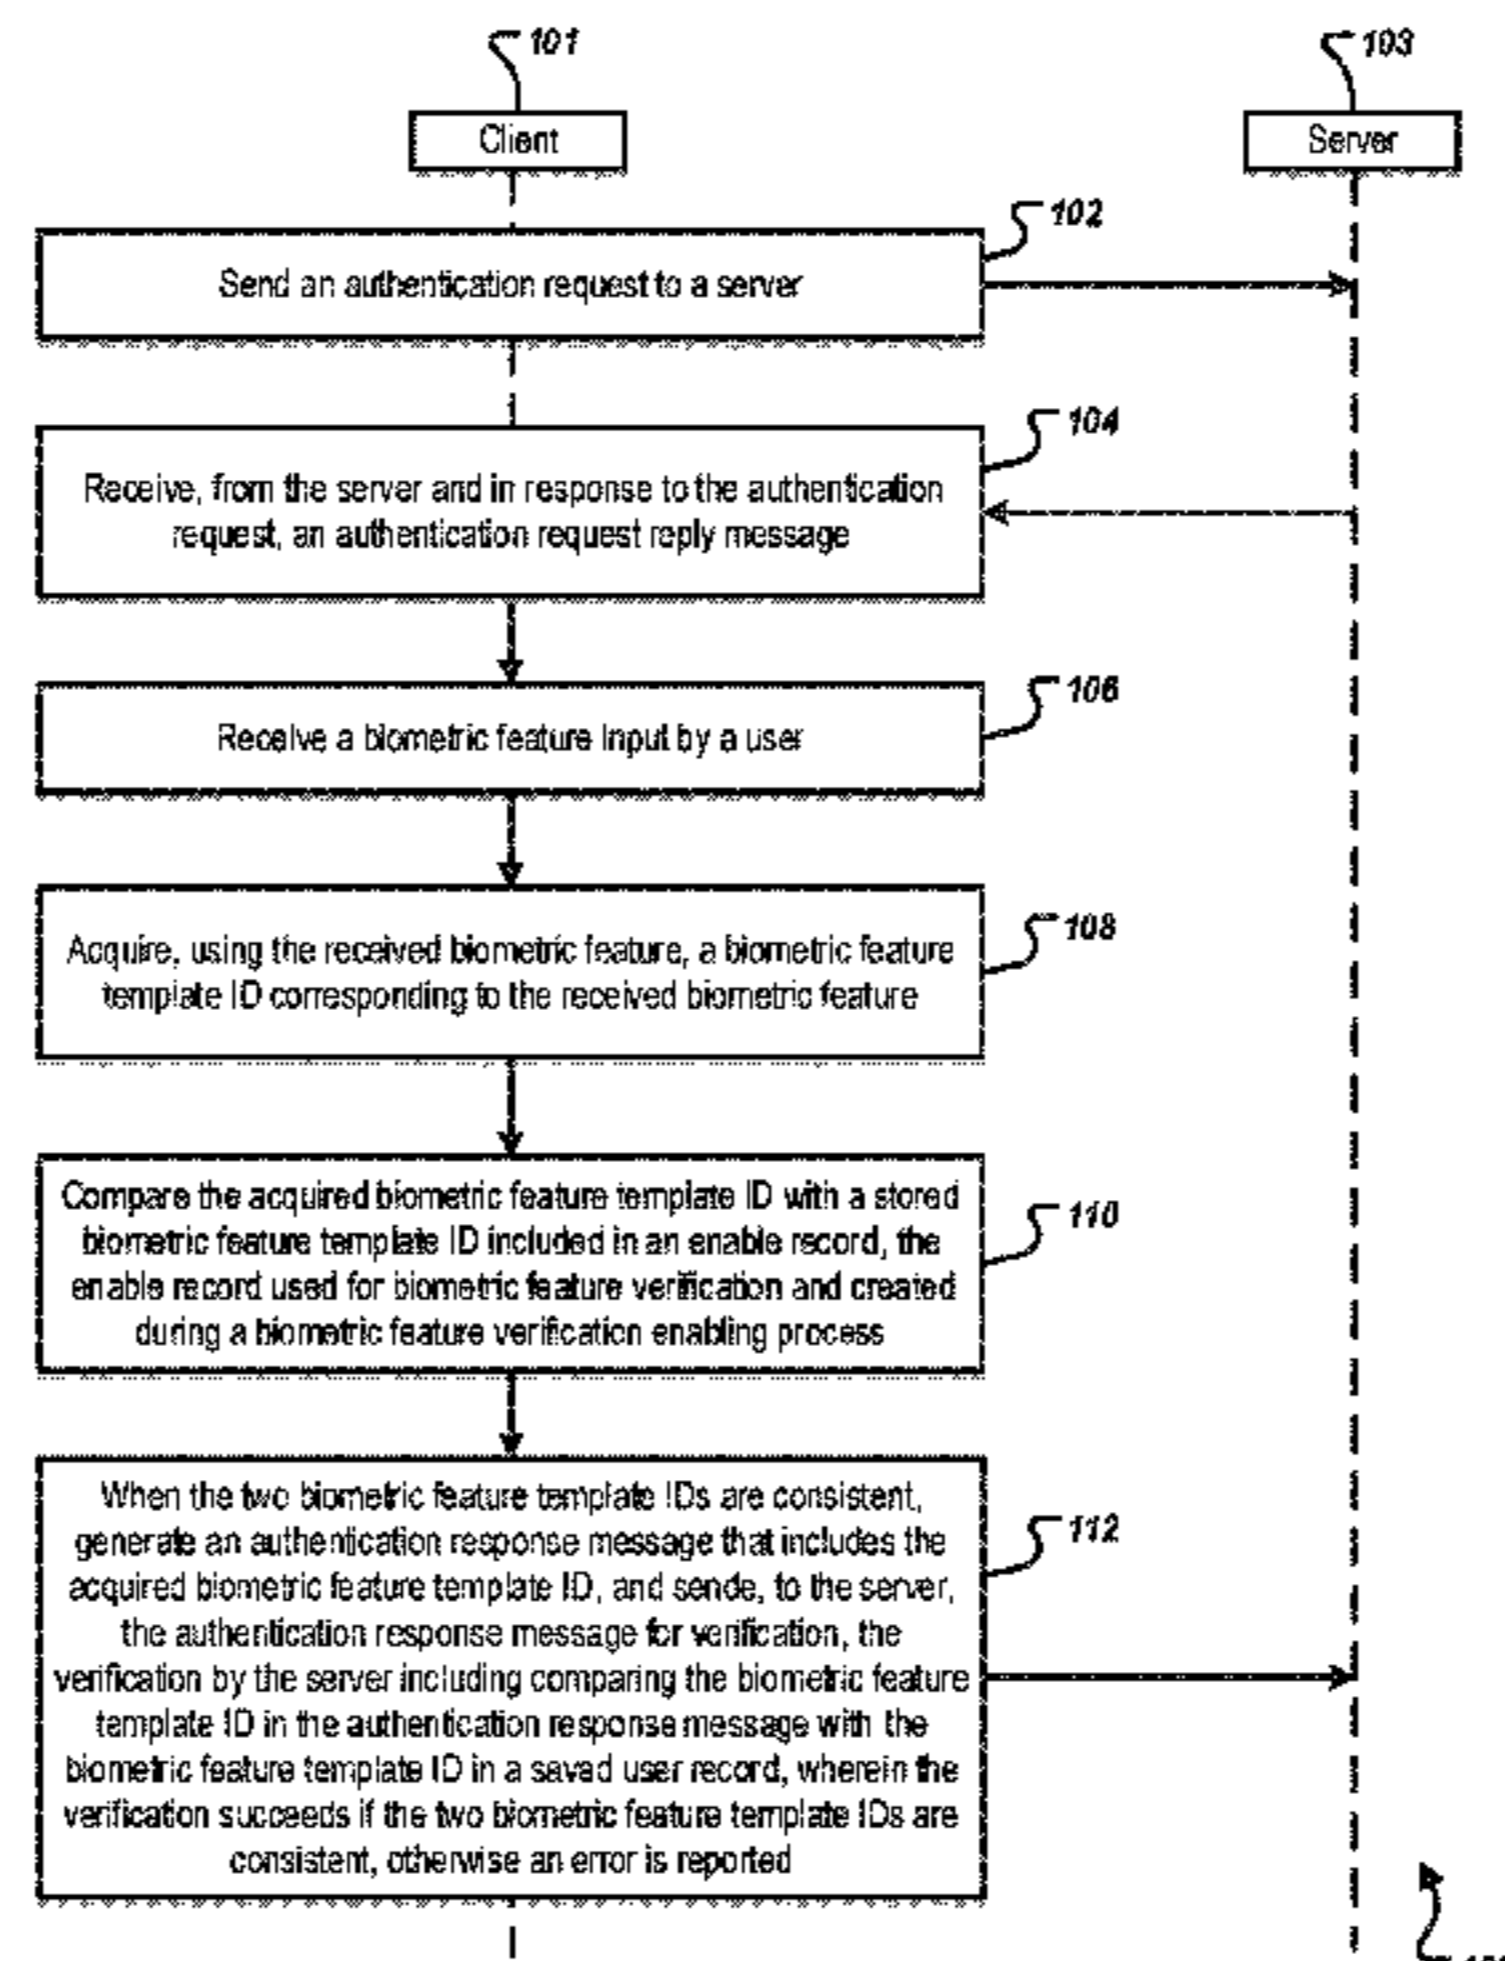 101
103
Client
Server
102
Send an authentication request to a server
104
Receive, from the server and in response to the authentication
request, an authentication request reply message
106
Receive a biometric feature Input by a user
108
Acquire, using the received biometric feature, a biometric feature
template ID corresponding to the received biometric feature
110
Compare the acquired biometric feature template ID with a stored
biometric feature template ID included in an enable record, the
enable record used for biometric feature verification and created
during a biometric feature verification enabling process
112
When the two biometric feature template IDs are consistent,
generate an authentication response message that includes the
acquired biometric feature template ID, and sende, to the server,
the authentication response message for verification, the
verification by the server including comparing the biometric feature
template ID in the authentication response message with the
biometric feature template ID in a saved user record, wherein the
verification succeeds if the two biometric feature template IDs are
consistent, otherwise an error is reported